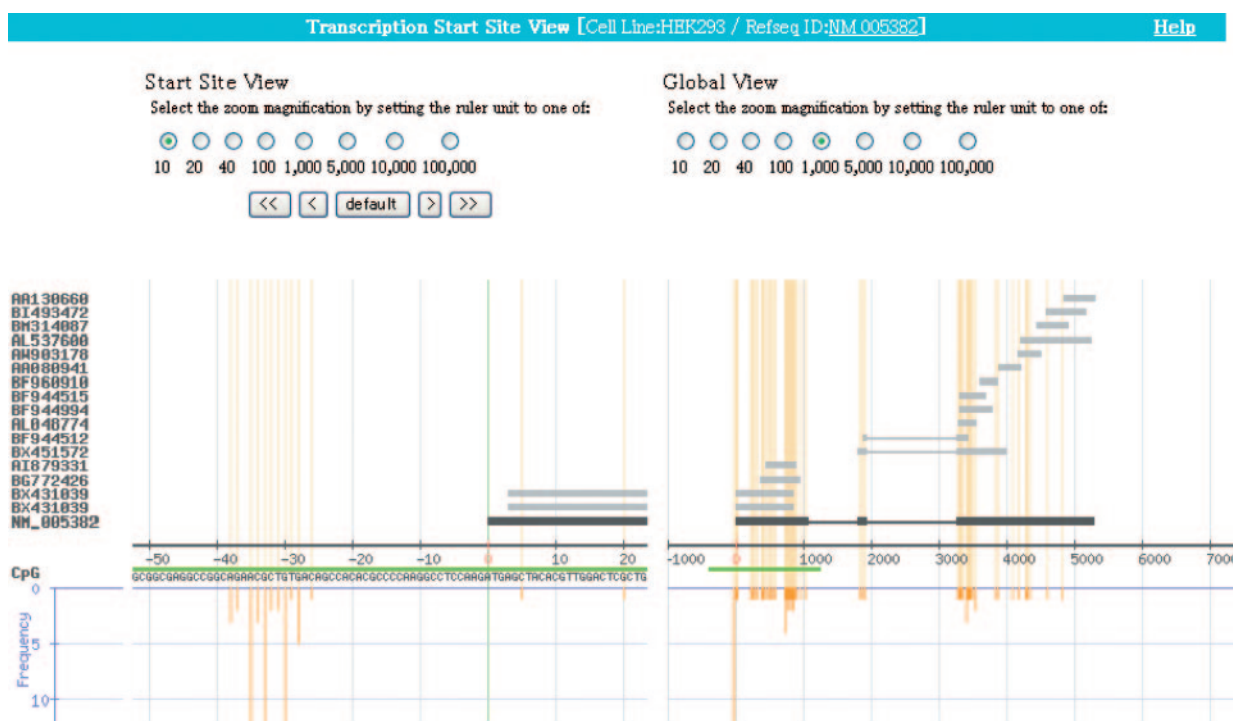 Transcription Start Site View [Cell Line:HEK293 / Refseq ID:NM 005382] Help
Start Site View
Select the zoom magnification by setting the ruler unit to one of:
10 20 40 100 1,000 5,000 10,000 100,000
<< < default > >>
Global View
Select the zoom magnification by setting the ruler unit to one of:
10 20 40 100 1,000 5,000 10,000 100,000
AA130660
BI493472
BM314087
AL537600
AW903178
AA080941
BF960910
BF944515
BF944994
AL048774
BF944512
BX451572
AI879331
BG772426
BX431039
BX431039
NM_005382
-50 -40 -30 -20 -10 0 10 20
-1000 0 1000 2000 3000 4000 5000 6000 7000
CpG
GCGGCGAGGCCGGCAGAACGCTGTGACAGCCACACGCCCCAAGGCCTCCAAGATGAGCTACACGTTGGACTCGCTG
0
5
10
Frequency